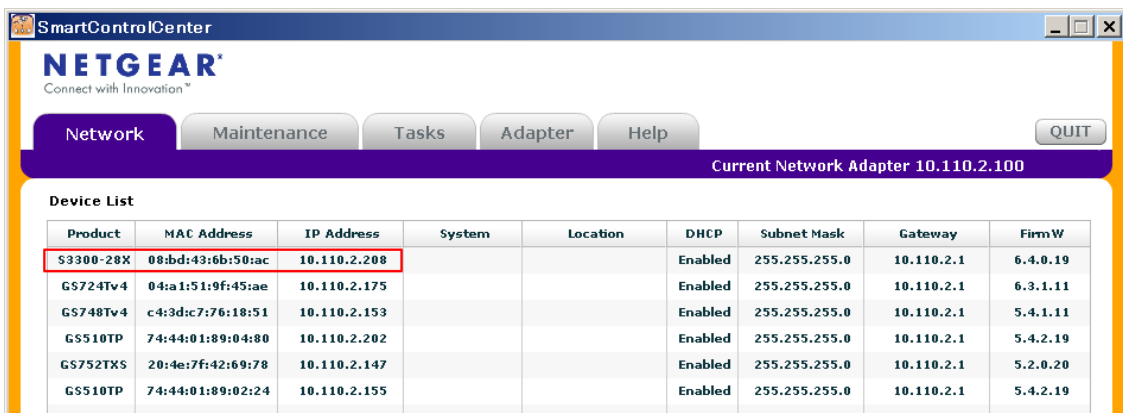 SmartControlCenter
NETGEAR®
Connect with Innovation™
Network Maintenance Tasks Adapter Help QUIT
Current Network Adapter 10.110.2.100
Device List
Product MAC Address IP Address System Location DHCP Subnet Mask Gateway FirmW
S3300-28X 08:bd:43:6b:50:ac 10.110.2.208 Enabled 255.255.255.0 10.110.2.1 6.4.0.19
GS724Tv4 04:a1:51:9f:45:ae 10.110.2.175 Enabled 255.255.255.0 10.110.2.1 6.3.1.11
GS748Tv4 c4:3d:c7:76:18:51 10.110.2.153 Enabled 255.255.255.0 10.110.2.1 5.4.1.11
GS510TP 74:44:01:89:04:80 10.110.2.202 Enabled 255.255.255.0 10.110.2.1 5.4.2.19
GS752TXS 20:4e:7f:42:69:78 10.110.2.147 Enabled 255.255.255.0 10.110.2.1 5.2.0.20
GS510TP 74:44:01:89:02:24 10.110.2.155 Enabled 255.255.255.0 10.110.2.1 5.4.2.19